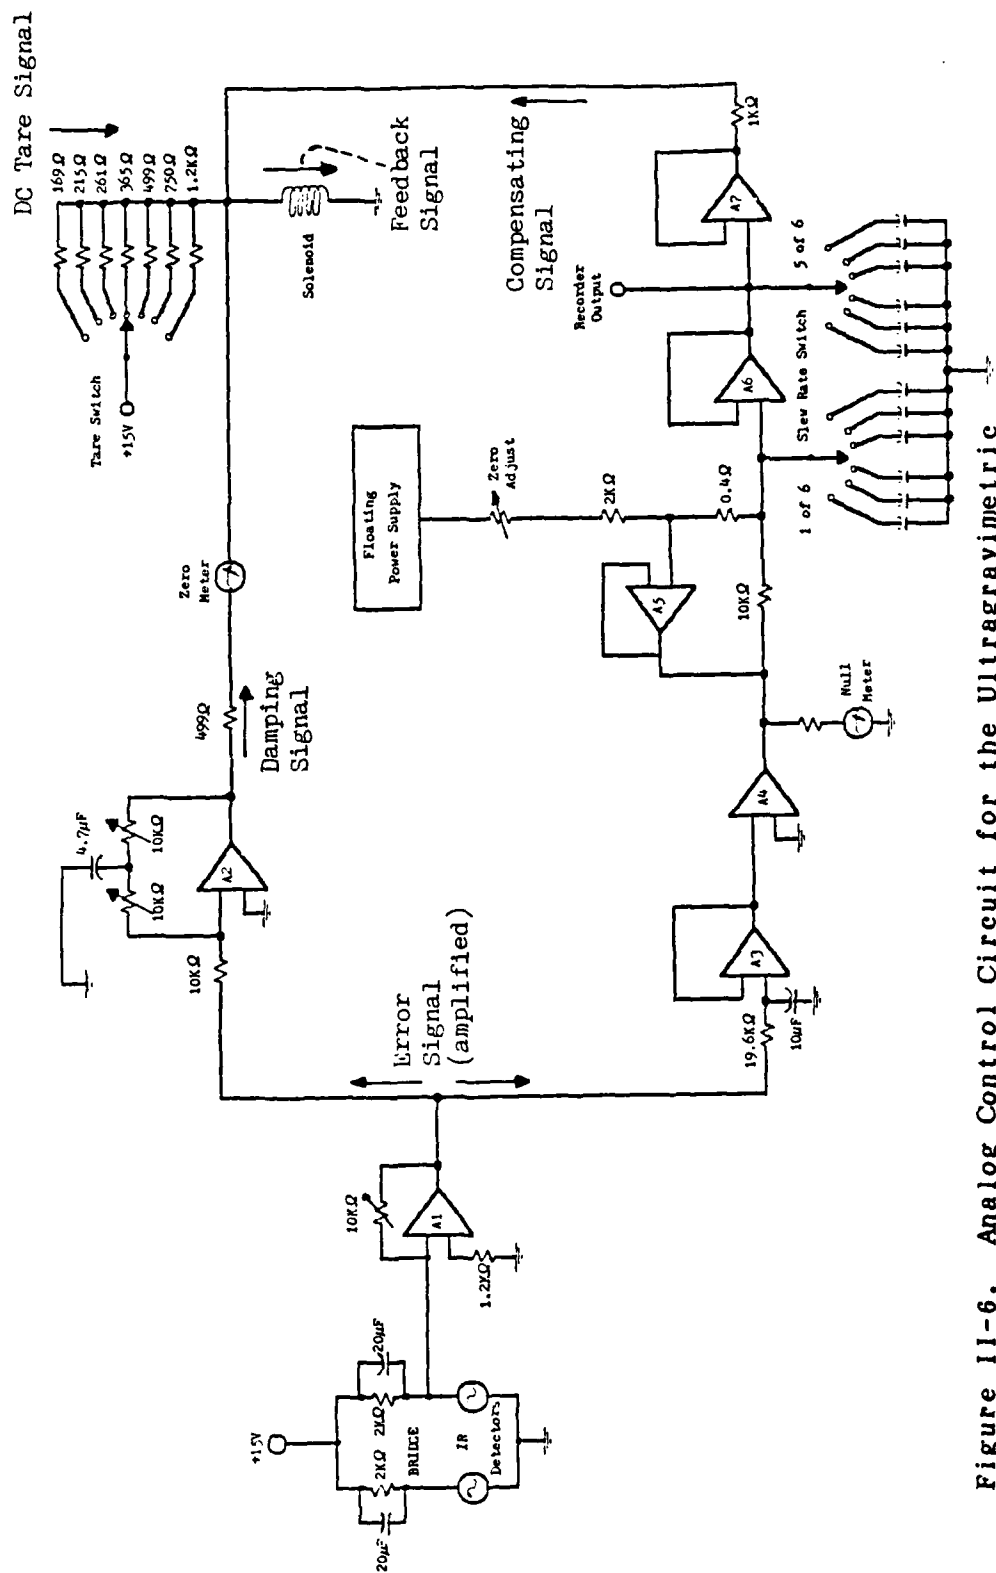 DC Tare Signal
169Ω
215Ω
261Ω
365Ω
499Ω
750Ω
1.2KΩ
Tare Switch
+15V
Solenoid
Feedback
Signal
Zero
Meter
499Ω
Damping
Signal
4.7µF
10KΩ
10KΩ
A2
10KΩ
Error
Signal
(amplified)
Compensating
Signal
1KΩ
A7
Recorder
Output
A6
5 of 6
Slew Rate Switch
1 of 6
Floating
Power Supply
Zero
Adjust
2KΩ
0.4Ω
A5
10KΩ
Null
Meter
A4
A3
19.6KΩ
10µF
10KΩ
A1
1.2KΩ
+15V
20µF
2KΩ
2KΩ
20µF
BRIDGE
IR
Detectors
Figure II-6. Analog Control Circuit for the Ultragravimetric